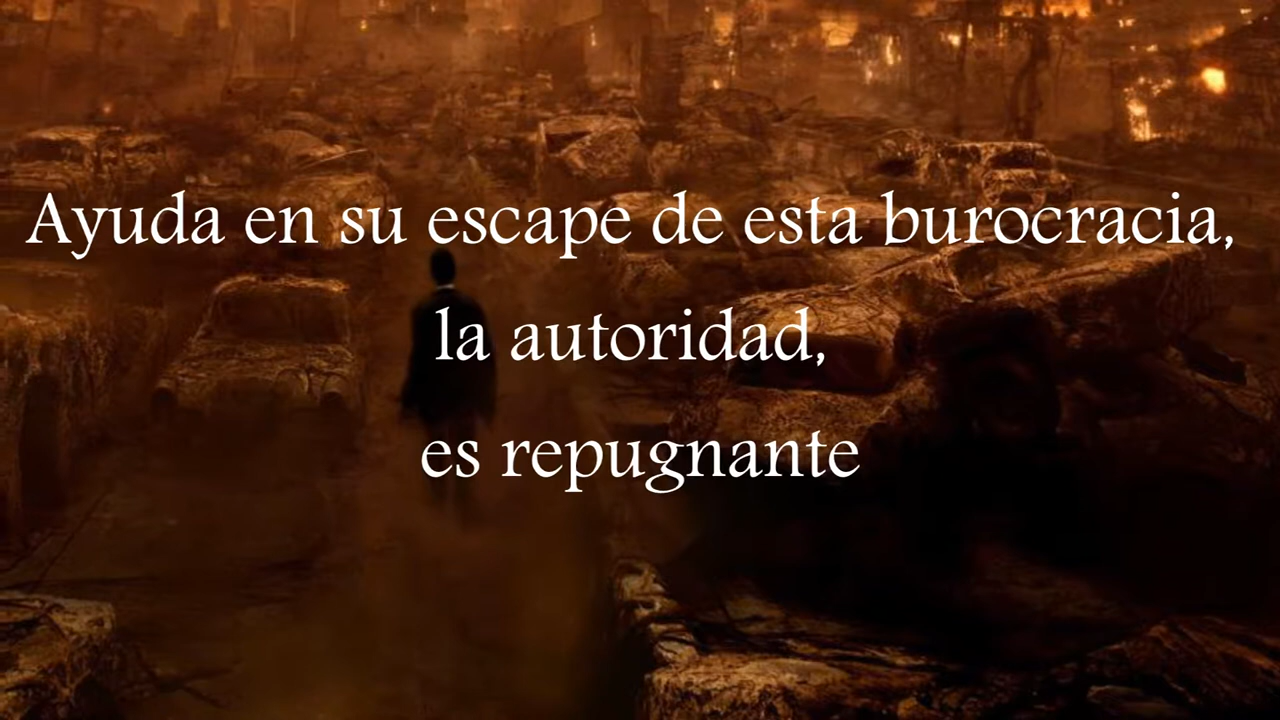 Ayuda en su escape de esta burocracia,
la autoridad,
es repugnante